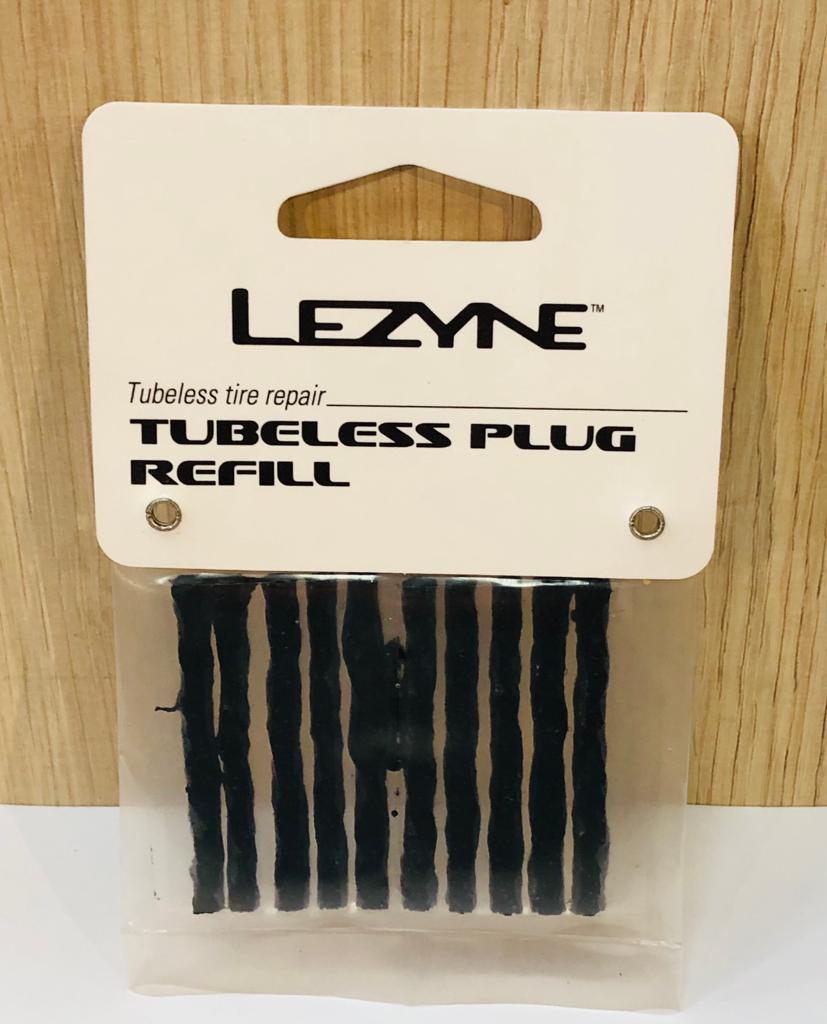 LEZYNE™
Tubeless tire repair
TUBELESS PLUG
REFILL